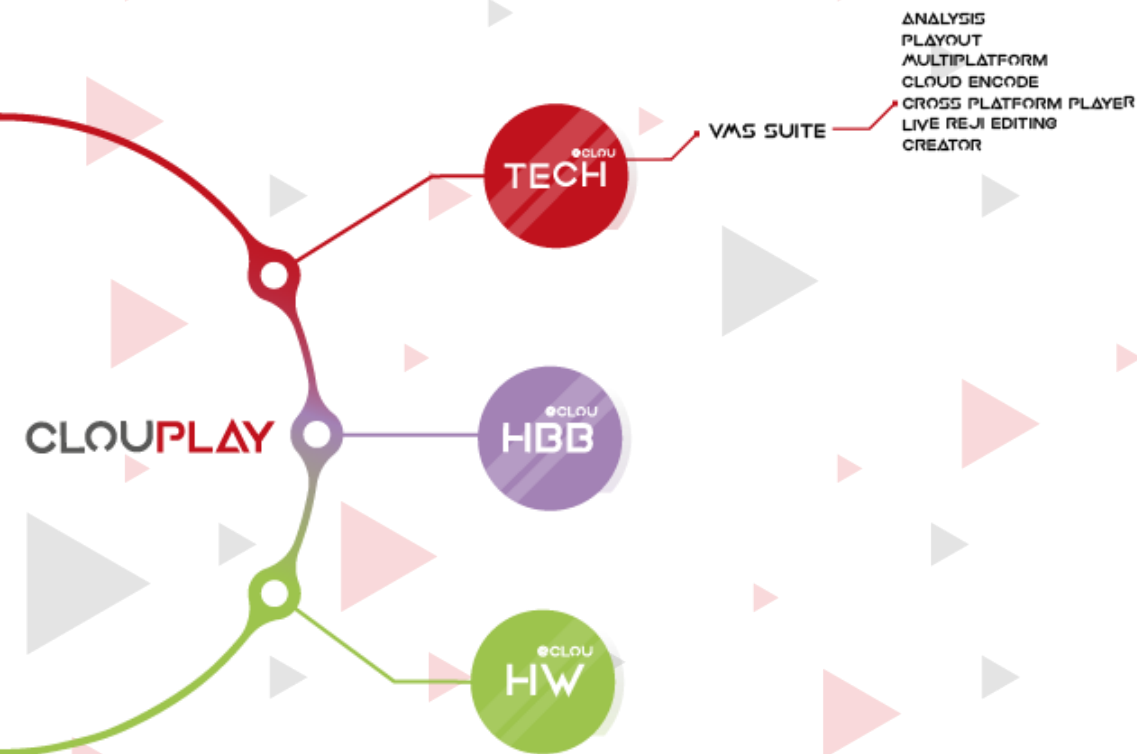 ANALYSIS
PLAYOUT
MULTIPLATFORM
CLOUD ENCODE
CROSS PLATFORM PLAYER
LIVE REJI EDITING
CREATOR
VMS SUITE
@CLOU
TECH
CLOUPLAY
@CLOU
HBB
@CLOU
HW